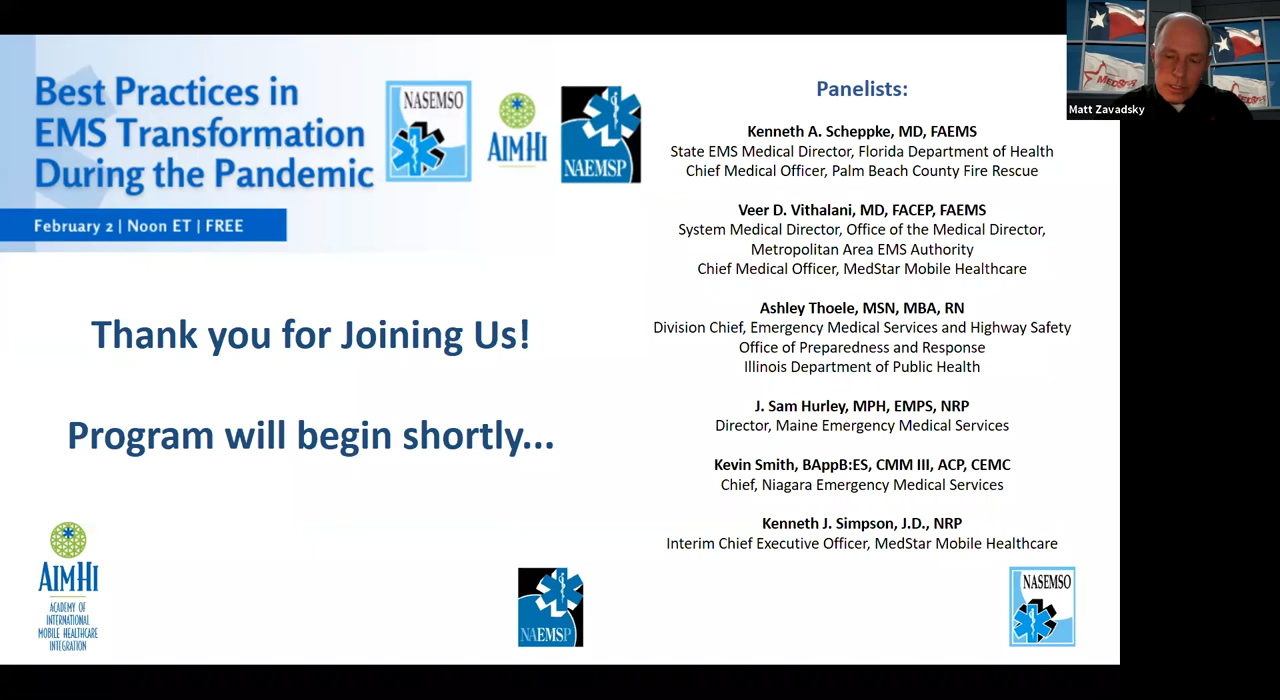 Best Practices in
EMS Transformation
During the Pandemic
February 2 | Noon ET | FREE
NASEMSO
AIMHI
NAEMSP
Thank you for Joining Us!
Program will begin shortly...
AIMHI
ACADEMY OF
INTERNATIONAL
MOBILE HEALTHCARE
INTEGRATION
NAEMSP
Panelists:
Kenneth A. Scheppke, MD, FAEMS
State EMS Medical Director, Florida Department of Health
Chief Medical Officer, Palm Beach County Fire Rescue
Veer D. Vithalani, MD, FACEP, FAEMS
System Medical Director, Office of the Medical Director,
Metropolitan Area EMS Authority
Chief Medical Officer, MedStar Mobile Healthcare
Ashley Thoele, MSN, MBA, RN
Division Chief, Emergency Medical Services and Highway Safety
Office of Preparedness and Response
Illinois Department of Public Health
J. Sam Hurley, MPH, EMPS, NRP
Director, Maine Emergency Medical Services
Kevin Smith, BAppB:ES, CMM III, ACP, CEMC
Chief, Niagara Emergency Medical Services
Kenneth J. Simpson, J.D., NRP
Interim Chief Executive Officer, MedStar Mobile Healthcare
NASEMSO
MEDSTAR
Matt Zavadsky